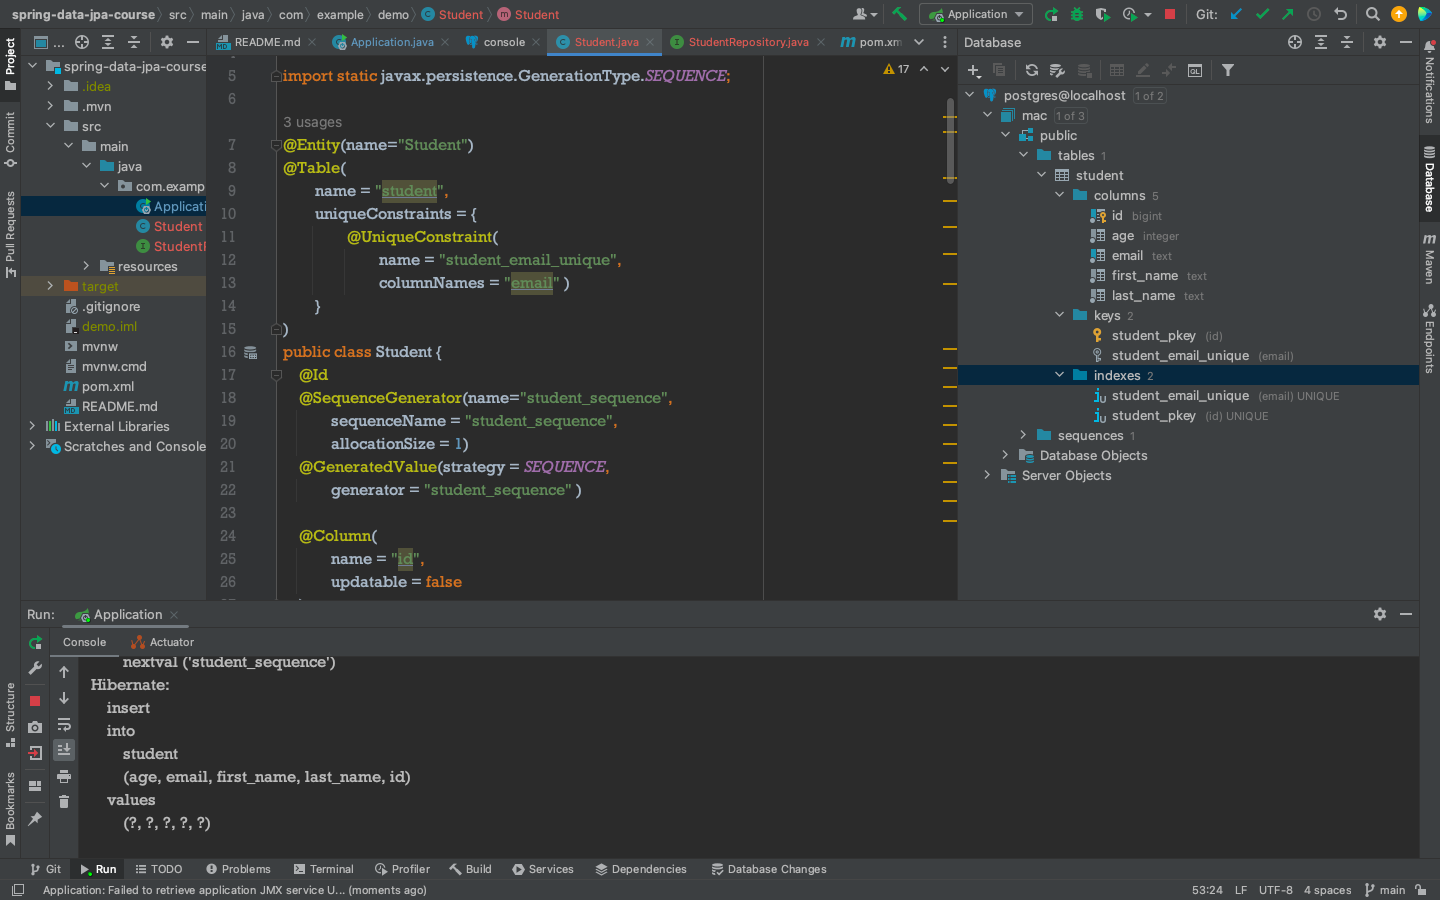 spring-data-jpa-course src main java com example demo Student Student
Application Git:
... README.md Application.java console Student.java StudentRepository.java pom.xm Database
Project
Commit
Pull Requests
Structure
Bookmarks
spring-data-jpa-course
.idea
.mvn
src
main
java
com.examp
Applicati
Student
StudentR
resources
target
.gitignore
demo.iml
mvnw
mvnw.cmd
pom.xml
README.md
External Libraries
Scratches and Console
17
5 import static javax.persistence.GenerationType.SEQUENCE;
6
3 usages
7 @Entity(name="Student")
8 @Table(
9 name = "student",
10 uniqueConstraints = {
11 @UniqueConstraint(
12 name = "student_email_unique",
13 columnNames = "email" )
14 }
15 )
16 public class Student {
17 @Id
18 @SequenceGenerator(name="student_sequence",
19 sequenceName = "student_sequence",
20 allocationSize = 1)
21 @GeneratedValue(strategy = SEQUENCE,
22 generator = "student_sequence" )
23
24 @Column(
25 name = "id",
26 updatable = false
postgres@localhost 1 of 2
mac 1 of 3
public
tables 1
student
columns 5
id bigint
age integer
email text
first_name text
last_name text
keys 2
student_pkey (id)
student_email_unique (email)
indexes 2
student_email_unique (email) UNIQUE
student_pkey (id) UNIQUE
sequences 1
Database Objects
Server Objects
Notifications
Database
Maven
Endpoints
Run: Application
Console Actuator
nextval ('student_sequence')
Hibernate:
insert
into
student
(age, email, first_name, last_name, id)
values
(?, ?, ?, ?, ?)
Git Run TODO Problems Terminal Profiler Build Services Dependencies Database Changes
Application: Failed to retrieve application JMX service U... (moments ago) 53:24 LF UTF-8 4 spaces main